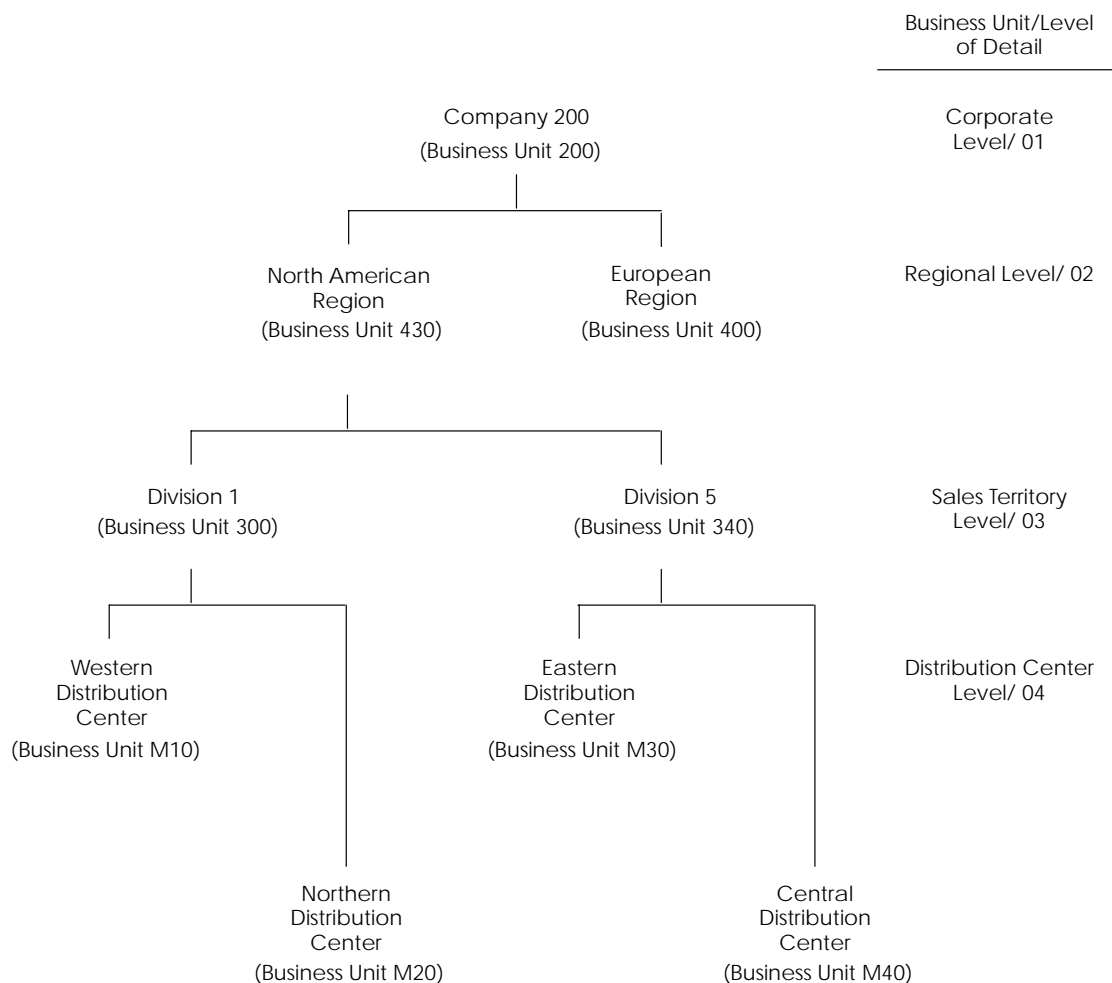 Business Unit/Level
of Detail
Company 200
(Business Unit 200)
Corporate
Level/ 01
North American
Region
(Business Unit 430)
European
Region
(Business Unit 400)
Regional Level/ 02
Division 1
(Business Unit 300)
Division 5
(Business Unit 340)
Sales Territory
Level/ 03
Western
Distribution
Center
(Business Unit M10)
Eastern
Distribution
Center
(Business Unit M30)
Distribution Center
Level/ 04
Northern
Distribution
Center
(Business Unit M20)
Central
Distribution
Center
(Business Unit M40)